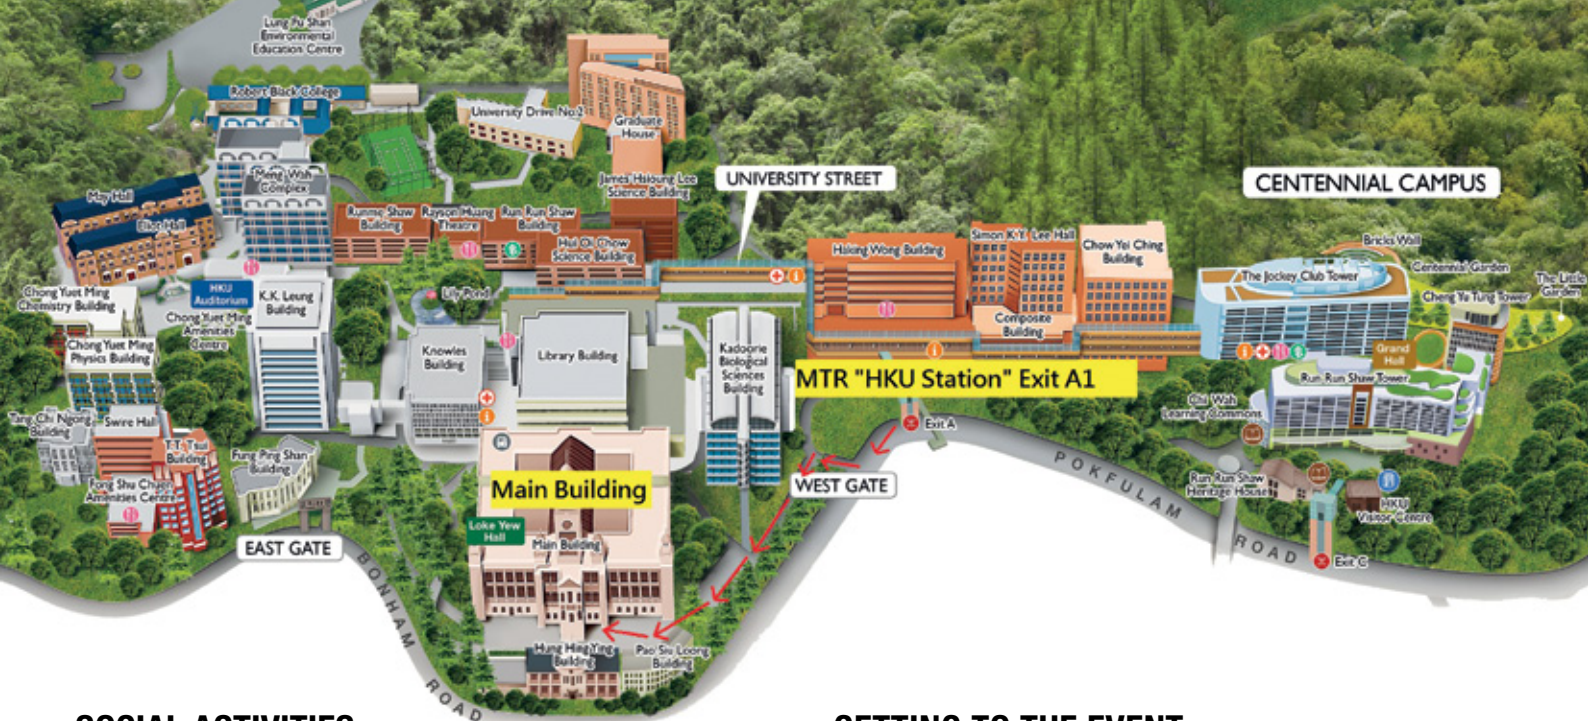 Lung Fu Shan
Environmental
Education Centre
Robert Black College
University Drive No.2
Graduate
House
May Hall
Meng Wah
Complex
James Hsioung Lee
Science Building
UNIVERSITY STREET
CENTENNIAL CAMPUS
Eliot Hall
Runme Shaw
Building
Rayson Huang
Theatre
Run Run Shaw
Building
Hui Oi Chow
Science Building
Haking Wong Building
Simon K.Y. Lee Hall
Chow Yei Ching
Building
Bricks Wall
The Jockey Club Tower
Centennial Garden
The Little
Garden
Cheng Yu Tung Tower
Chong Yuet Ming
Chemistry Building
HKU
Auditorium
K.K. Leung
Building
Lily Pond
Chong Yuet Ming
Amenities
Centre
Composite
Building
Chong Yuet Ming
Physics Building
Knowles
Building
Library Building
Kadoorie
Biological
Sciences
Building
Grand
Hall
MTR "HKU Station" Exit A1
Run Run Shaw Tower
Chi Wah
Learning Commons
Tang Chi Ngong
Building
Swire Hall
T.T. Tsui
Building
Fung Ping Shan
Building
Exit A
POKFULAM ROAD
WEST GATE
Main Building
Fong Shu Chuen
Amenities Centre
Run Run Shaw
Heritage House
HKU
Visitor Centre
Loke Yew
Hall
Main Building
EAST GATE
Exit C
BONHAM ROAD
Hung Hing Ying
Building
Pao Siu Loong
Building
SOCIAL ACTIVITIES
GETTING TO THE EVENT